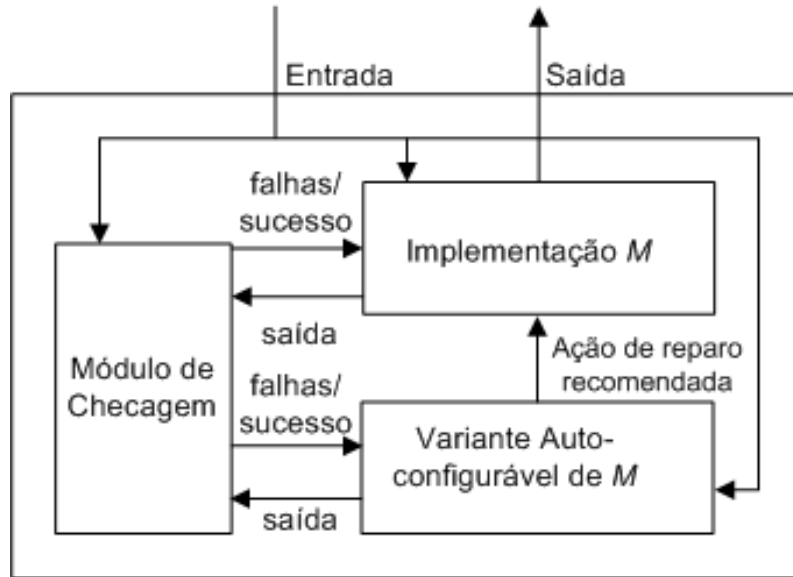 Entrada
Saída
falhas/
sucesso
Implementação M
saída
Módulo de
Checagem
Ação de reparo
recomendada
falhas/
sucesso
Variante Auto-
configurável de M
saída